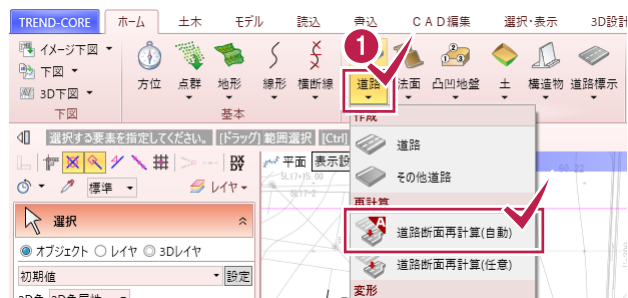 TREND-CORE ホーム 土木 モデル 読込 書込 CAD編集 選択・表示 3D設計
イメージ下図
下図
3D下図
下図
方位 点群 地形
基本
線形 横断線 道路 法面 凸凹地盤 土 構造物 道路標示
1
選択する要素を指定してください。 [ドラッグ] 範囲選択 [Ctrl]
標準 レイヤ
平面 表示設
SL17-2
60.22
選択
オブジェクト レイヤ 3Dレイヤ
初期値 設定
作成
道路
その他道路
再計算
道路断面再計算(自動)
道路断面再計算(任意)
変形